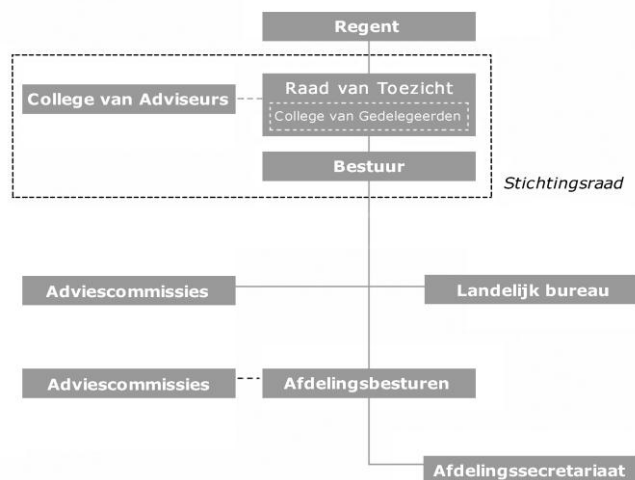 Regent
Raad van Toezicht
College van Adviseurs
College van Gedelegeerden
Bestuur
Stichtingsraad
Adviescommissies
Landelijk bureau
Adviescommissies
Afdelingsbesturen
Afdelingssecretariaat